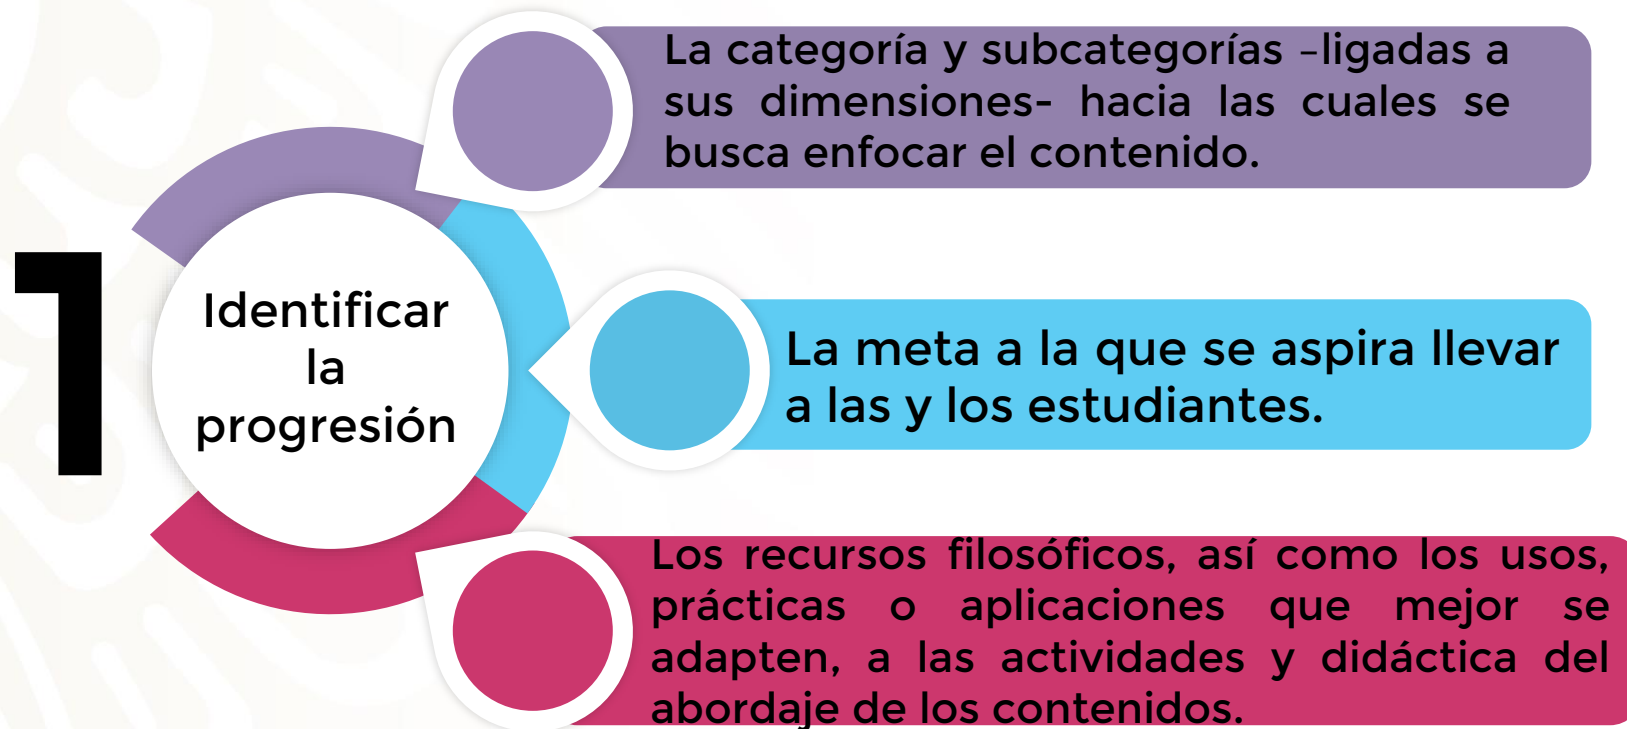 1
Identificar
la
progresión
La categoría y subcategorías –ligadas a
sus dimensiones- hacia las cuales se
busca enfocar el contenido.
La meta a la que se aspira llevar
a las y los estudiantes.
Los recursos filosóficos, así como los usos,
prácticas o aplicaciones que mejor se
adapten, a las actividades y didáctica del
abordaje de los contenidos.